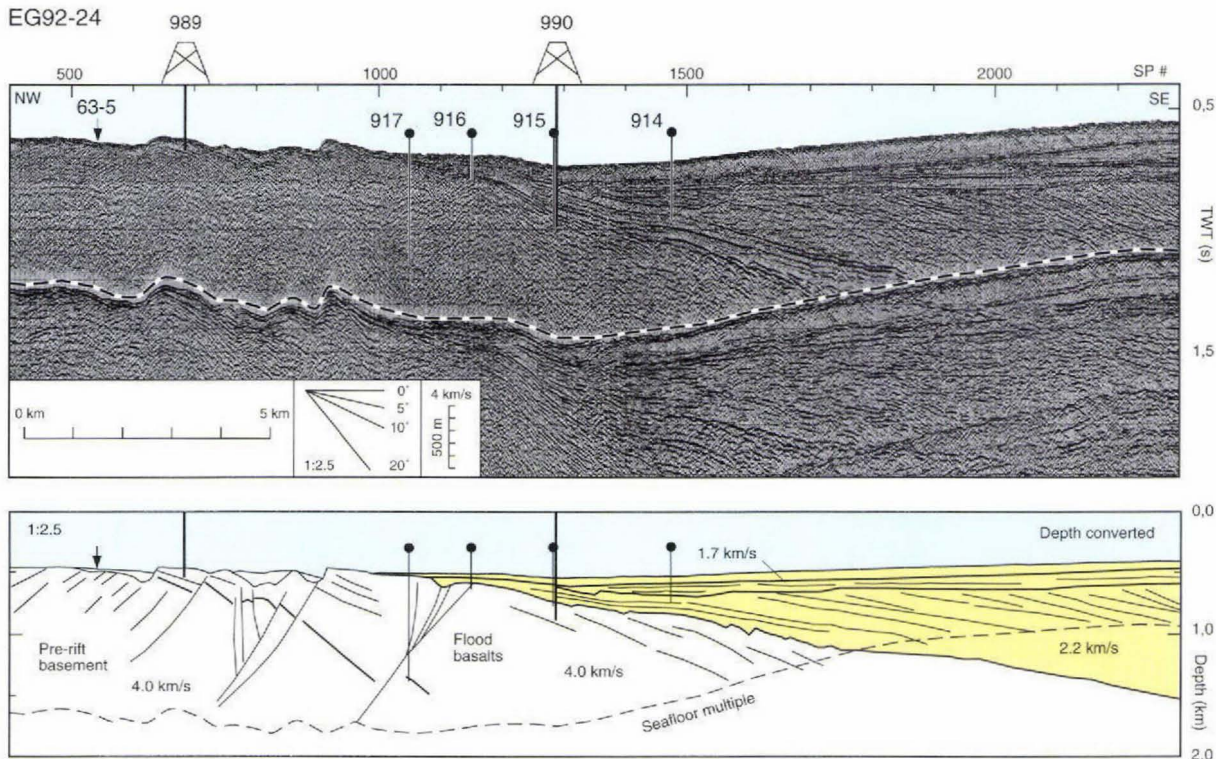 EG92-24
989
990
500
1000
1500
2000
SP #
NW
SE
63-5
917
916
915
914
0,5
TWT (s)
1,5
0 km
5 km
0°
5°
10°
20°
1:2.5
4 km/s
500 m
0,0
1:2.5
Depth converted
1.7 km/s
Pre-rift
basement
Flood
basalts
4.0 km/s
4.0 km/s
2.2 km/s
1,0
Depth (km)
Seafloor multiple
2,0